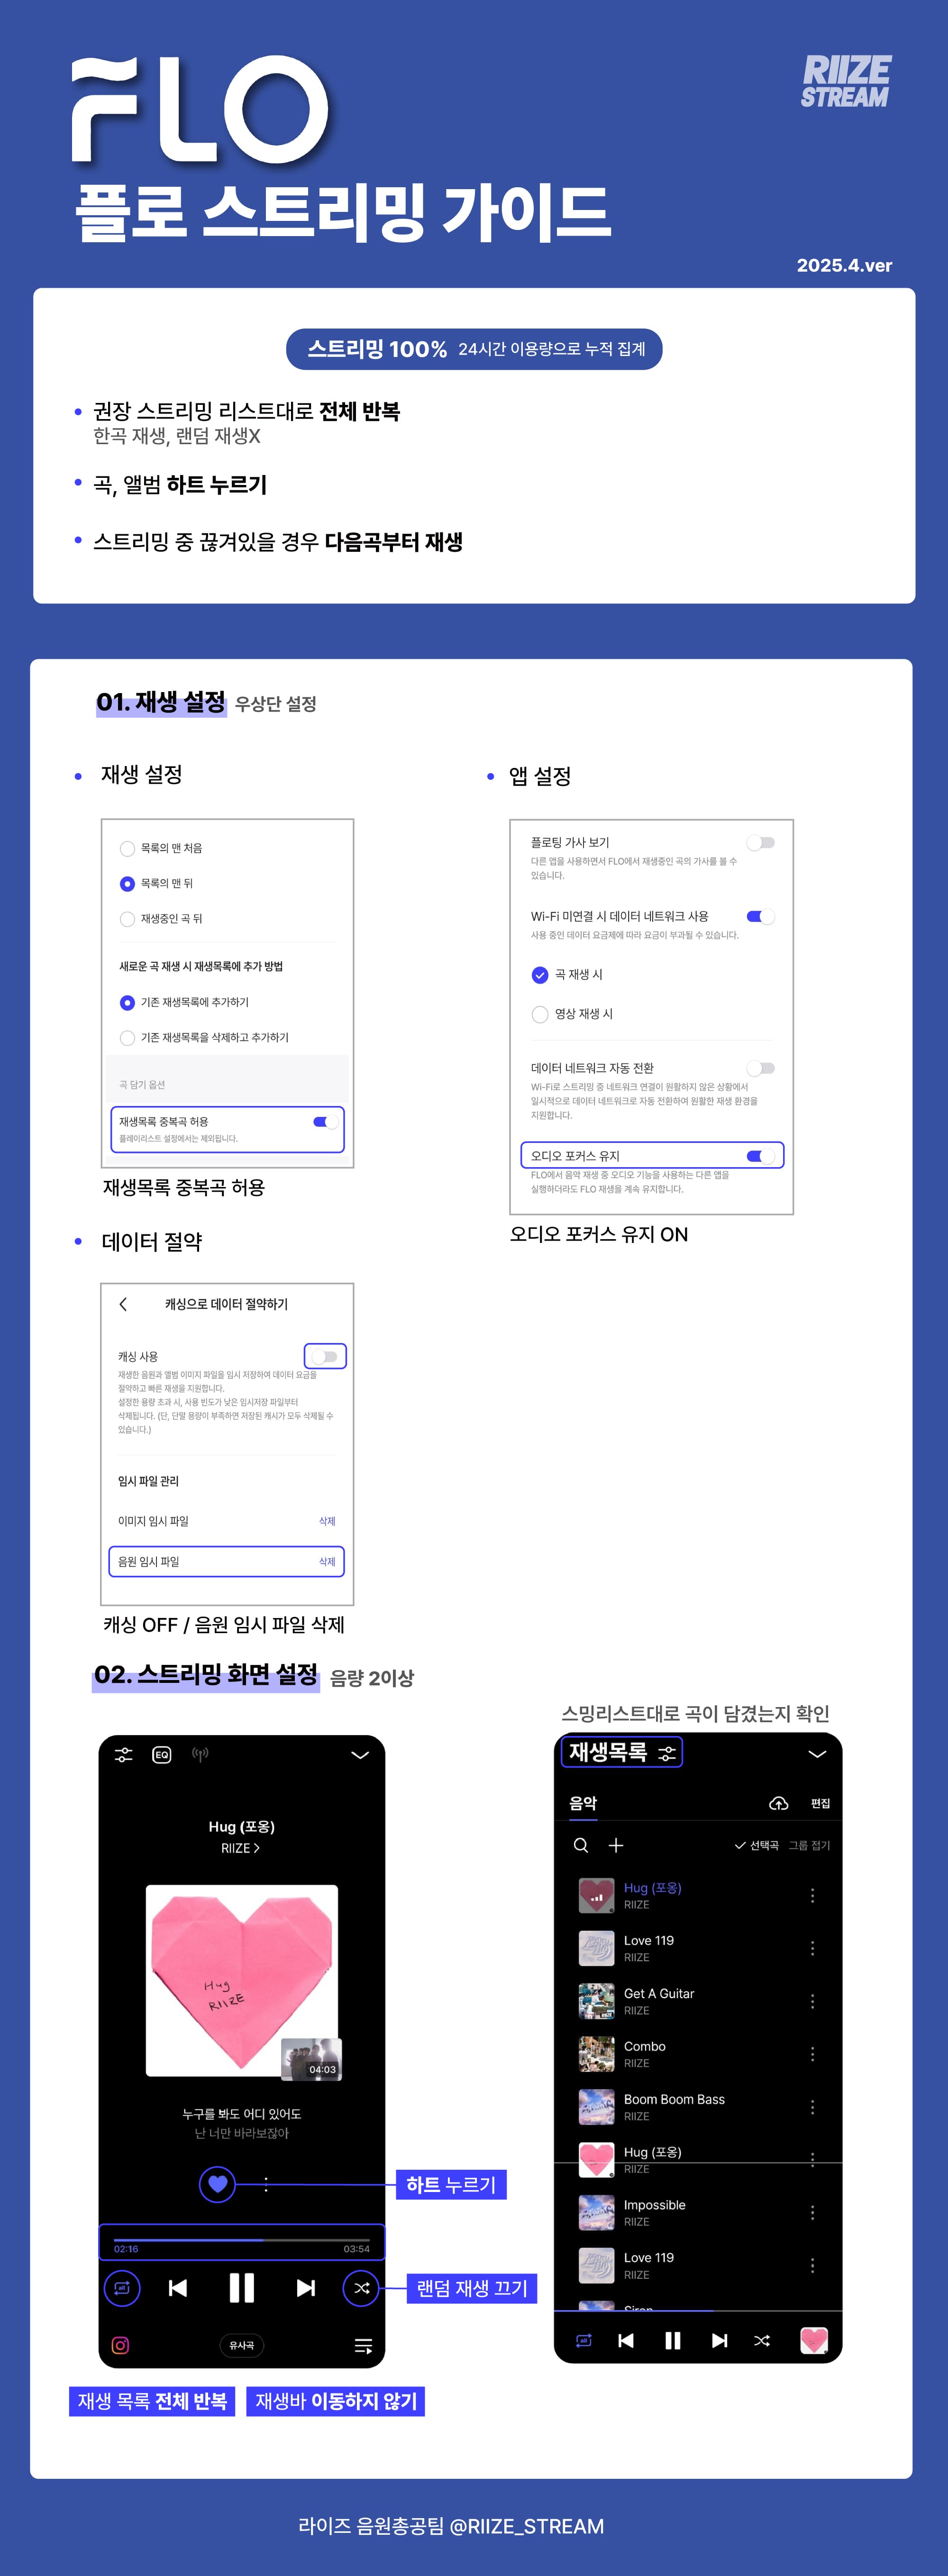 FLO
RIIZE
STREAM
플로 스트리밍 가이드
2025.4.ver
스트리밍 100% 24시간 이용량으로 누적 집계
권장 스트리밍 리스트대로 전체 반복
한곡 재생, 랜덤 재생X
곡, 앨범 하트 누르기
스트리밍 중 끊겨있을 경우 다음곡부터 재생
01. 재생 설정 우상단 설정
재생 설정
목록의 맨 처음
목록의 맨 뒤
재생중인 곡 뒤
새로운 곡 재생 시 재생목록에 추가 방법
기존 재생목록에 추가하기
기존 재생목록을 삭제하고 추가하기
곡 담기 옵션
재생목록 중복곡 허용
플레이리스트 설정에서는 제외됩니다.
재생목록 중복곡 허용
앱 설정
플로팅 가사 보기
다른 앱을 사용하면서 FLO에서 재생중인 곡의 가사를 볼 수
있습니다.
Wi-Fi 미연결 시 데이터 네트워크 사용
사용 중인 데이터 요금제에 따라 요금이 부과될 수 있습니다.
곡 재생 시
영상 재생 시
데이터 네트워크 자동 전환
Wi-Fi로 스트리밍 중 네트워크 연결이 원활하지 않은 상황에서
일시적으로 데이터 네트워크로 자동 전환하여 원활한 재생 환경을
지원합니다.
오디오 포커스 유지
FLO에서 음악 재생 중 오디오 기능을 사용하는 다른 앱을
실행하더라도 FLO 재생을 계속 유지합니다.
오디오 포커스 유지 ON
데이터 절약
캐싱으로 데이터 절약하기
캐싱 사용
재생한 음원과 앨범 이미지 파일을 임시 저장하여 데이터 요금을
절약하고 빠른 재생을 지원합니다.
설정한 용량 초과 시, 사용 빈도가 낮은 임시저장 파일부터
삭제됩니다. (단, 단말 용량이 부족하면 저장된 캐시가 모두 삭제될 수
있습니다.)
임시 파일 관리
이미지 임시 파일 삭제
음원 임시 파일 삭제
캐싱 OFF / 음원 임시 파일 삭제
02. 스트리밍 화면 설정 음량 2이상
EQ
Hug (포옹)
RIIZE
Hug
RIIZE
04:03
누구를 봐도 어디 있어도
난 너만 바라보잖아
하트 누르기
02:16 03:54
all
랜덤 재생 끄기
유사곡
재생 목록 전체 반복
재생바 이동하지 않기
스밍리스트대로 곡이 담겼는지 확인
재생목록
음악 편집
선택곡 그룹 접기
Hug (포옹)
RIIZE
Love 119
RIIZE
Get A Guitar
RIIZE
Combo
RIIZE
Boom Boom Bass
RIIZE
Hug (포옹)
RIIZE
Impossible
RIIZE
Love 119
RIIZE
Siren
all
라이즈 음원총공팀 @RIIZE_STREAM